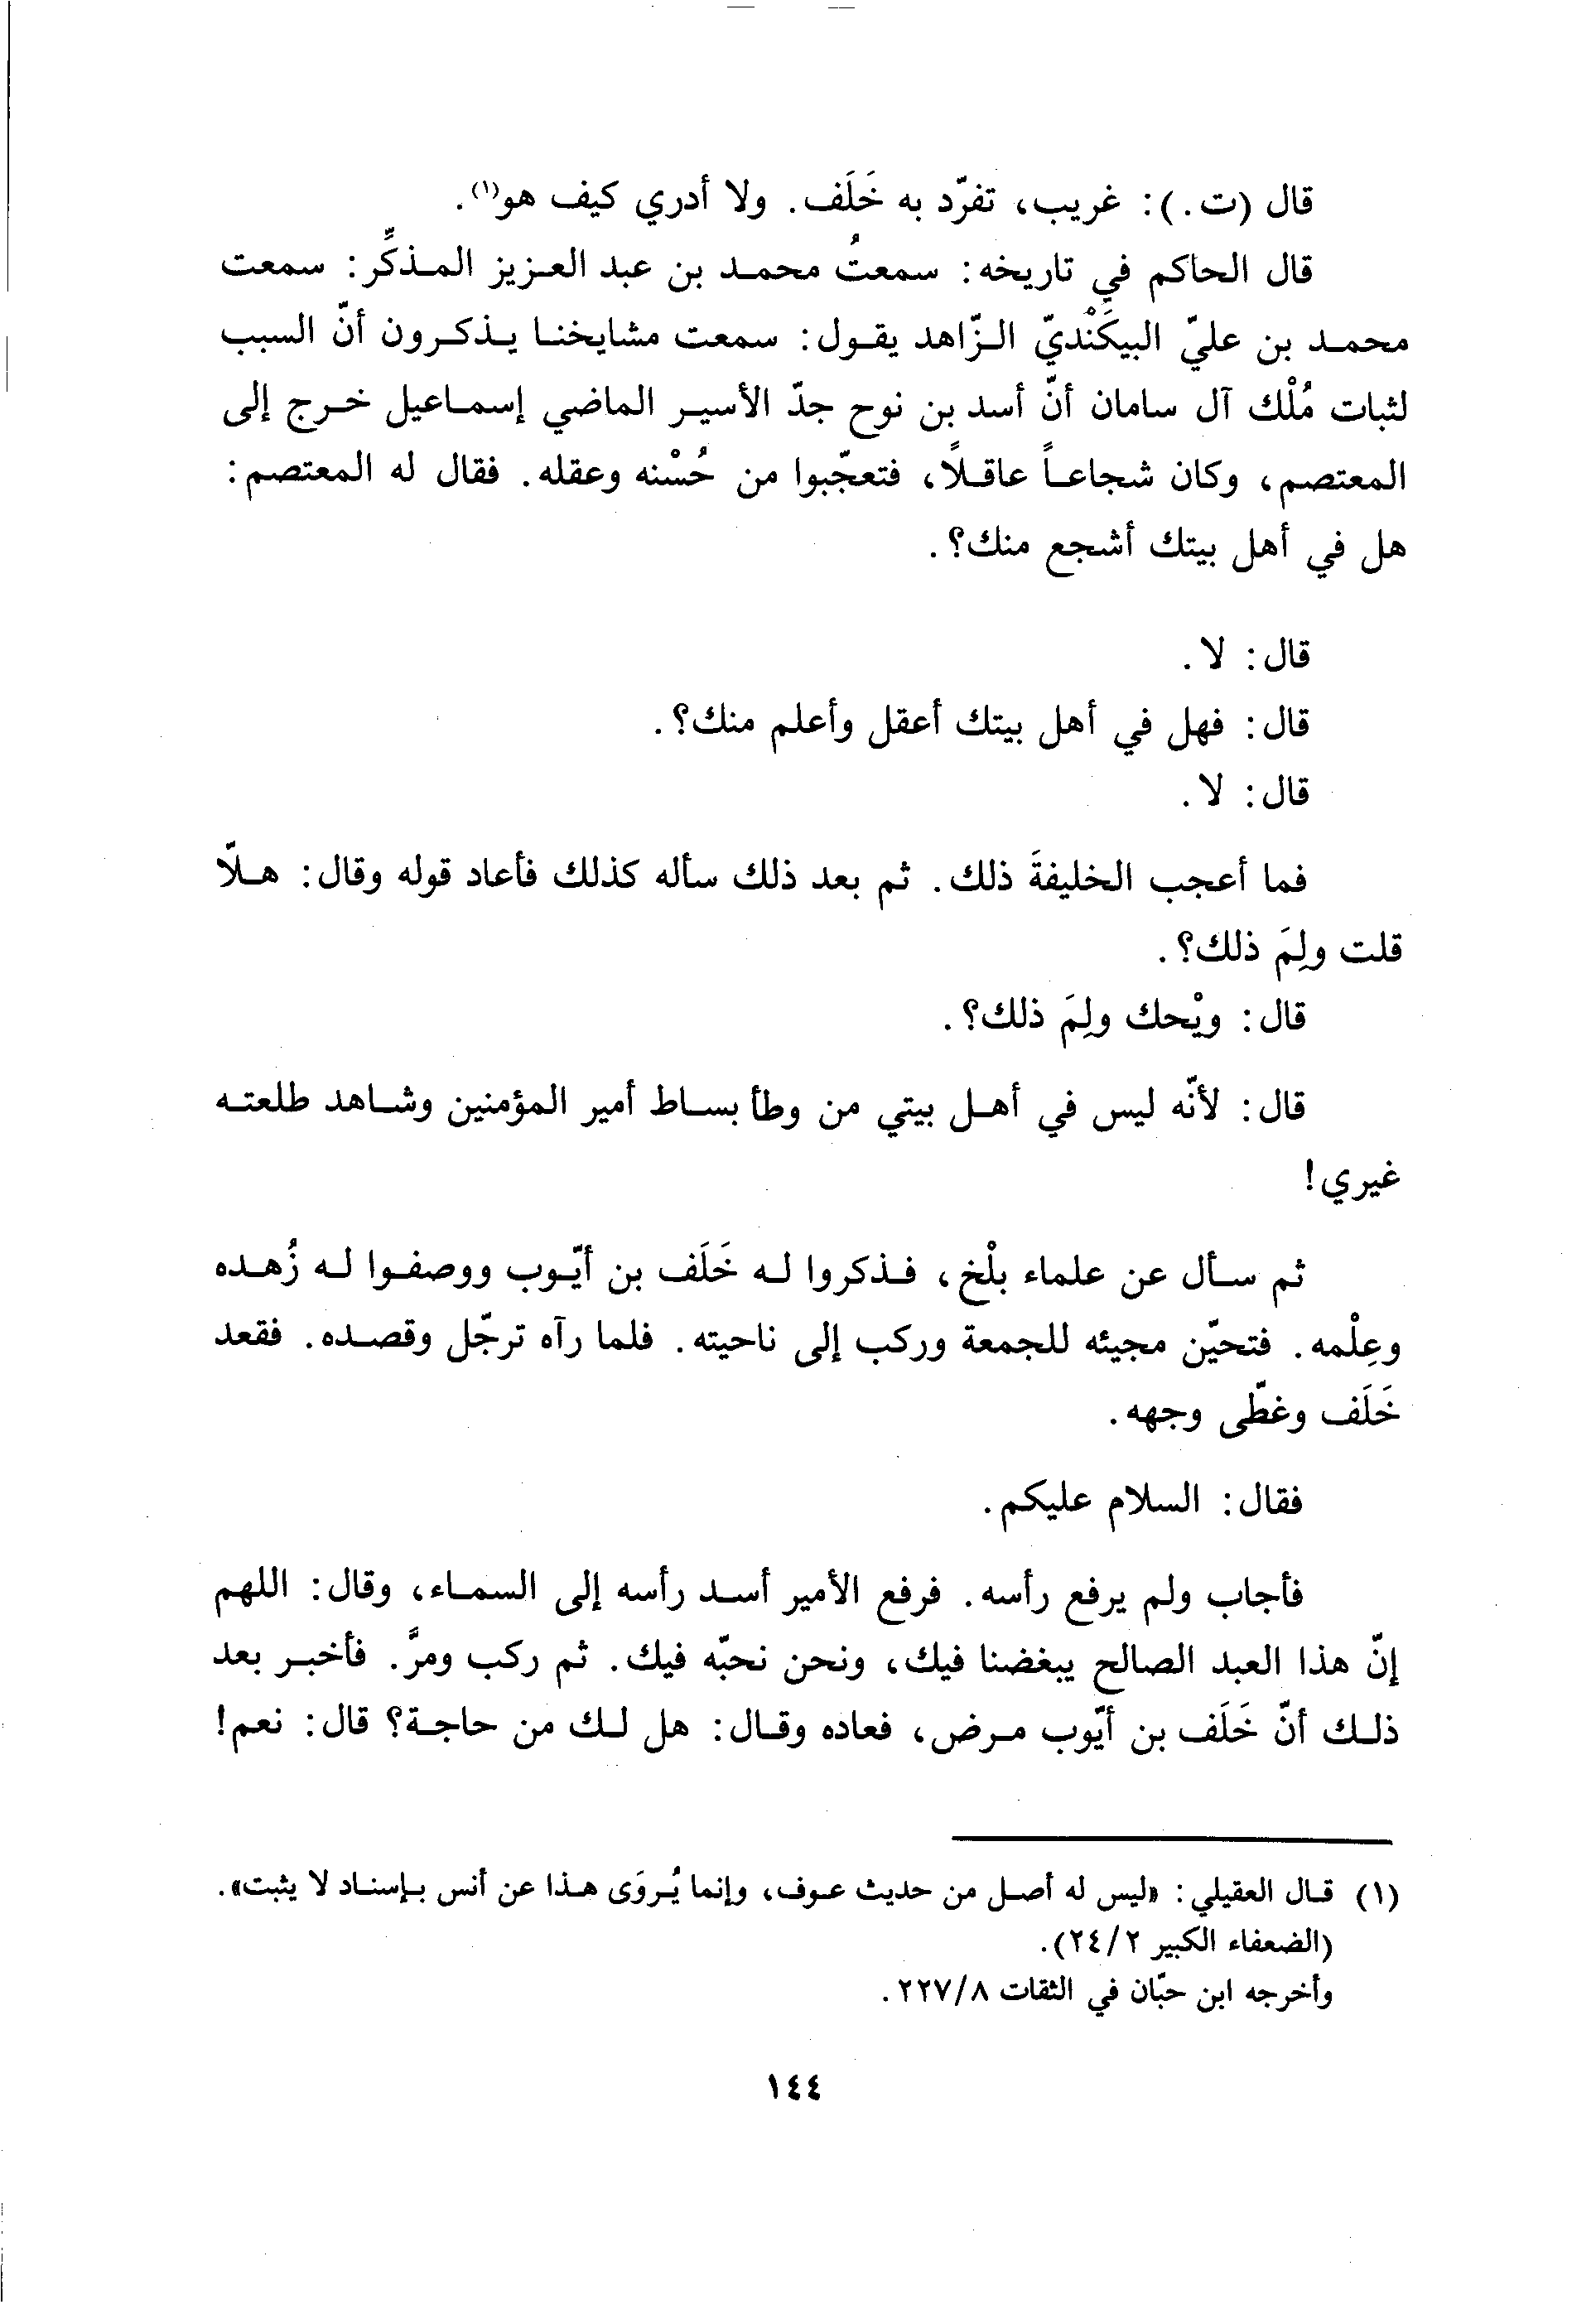 قال (ت.): غريب، تفرّد به خَلَف. ولا أدري كيف هو(١).
قال الحاكم في تاريخه: سمعتُ محمد بن عبد العزيز المذكِّر: سمعت
محمد بن عليّ البيكَنْديّ الزّاهد يقول: سمعت مشايخنا يذكرون أنّ السبب
لثبات مُلْك آل سامان أنّ أسد بن نوح جدّ الأسير الماضي إسماعيل خرج إلى
المعتصم، وكان شجاعاً عاقلاً، فتعجّبوا من حُسْنه وعقله. فقال له المعتصم:
هل في أهل بيتك أشجع منك؟.
قال: لا.
قال: فهل في أهل بيتك أعقل وأعلم منك؟.
قال: لا.
فما أعجب الخليفةَ ذلك. ثم بعد ذلك سأله كذلك فأعاد قوله وقال: هلّا
قلت ولِمَ ذلك؟.
قال: ويْحك ولِمَ ذلك؟.
قال: لأنّه ليس في أهل بيتي من وطأ بساط أمير المؤمنين وشاهد طلعته
غيري!
ثم سأل عن علماء بلْخ، فذكروا له خَلَف بن أيّوب ووصفوا له زُهده
وعِلْمه. فتحيّن مجيئه للجمعة وركب إلى ناحيته. فلما رآه ترجّل وقصده. فقعد
خَلَف وغطّى وجهه.
فقال: السلام عليكم.
فأجاب ولم يرفع رأسه. فرفع الأمير أسد رأسه إلى السماء، وقال: اللهم
إنّ هذا العبد الصالح يبغضنا فيك، ونحن نحبّه فيك. ثم ركب ومرَّ. فأخبر بعد
ذلك أنّ خَلَف بن أيّوب مرض، فعاده وقال: هل لك من حاجة؟ قال: نعم!
(١) قال العقيلي: «ليس له أصل من حديث عوف، وإنما يُروَى هذا عن أنس بإسناد لا يثبت».
(الضعفاء الكبير ٢/٢٤).
وأخرجه ابن حبّان في الثقات ٨/٢٢٧.
١٤٤